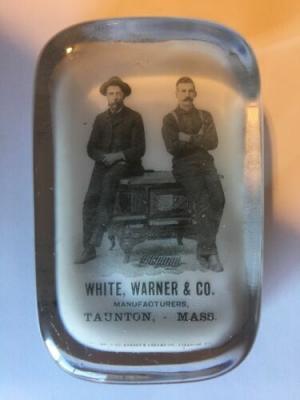 WHITE, WARNER & CO.
MANUFACTURERS,
TAUNTON, - MASS.